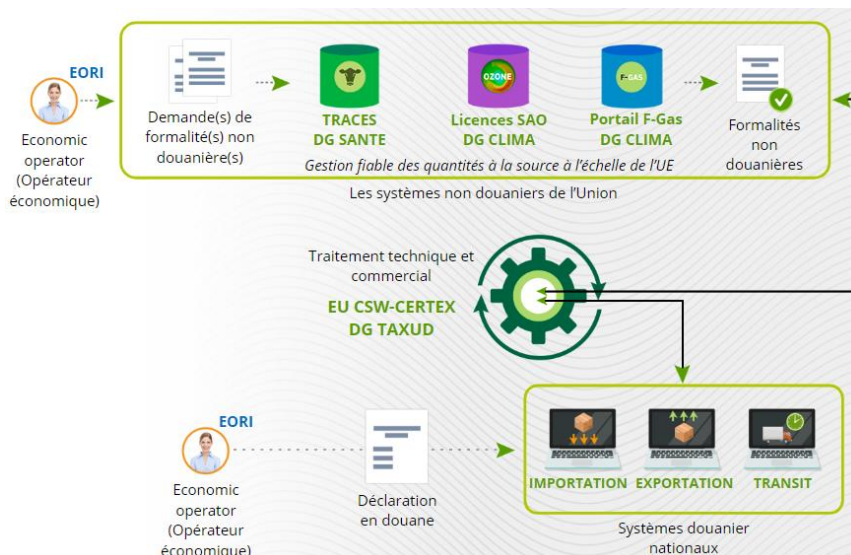 EORI
Economic
operator
(Opérateur
économique)
Demande(s) de
formalité(s) non
douanière(s)
TRACES
DG SANTE
OZONE
Licences SAO
DG CLIMA
F-GAS
Portail F-Gas
DG CLIMA
Formalités
non
douanières
Gestion fiable des quantités à la source à l'échelle de l'UE
Les systèmes non douaniers de l'Union
Traitement technique et
commercial
EU CSW-CERTEX
DG TAXUD
EORI
Economic
operator
(Opérateur
économique)
Déclaration
en douane
IMPORTATION
EXPORTATION
TRANSIT
Systèmes douanier
nationaux